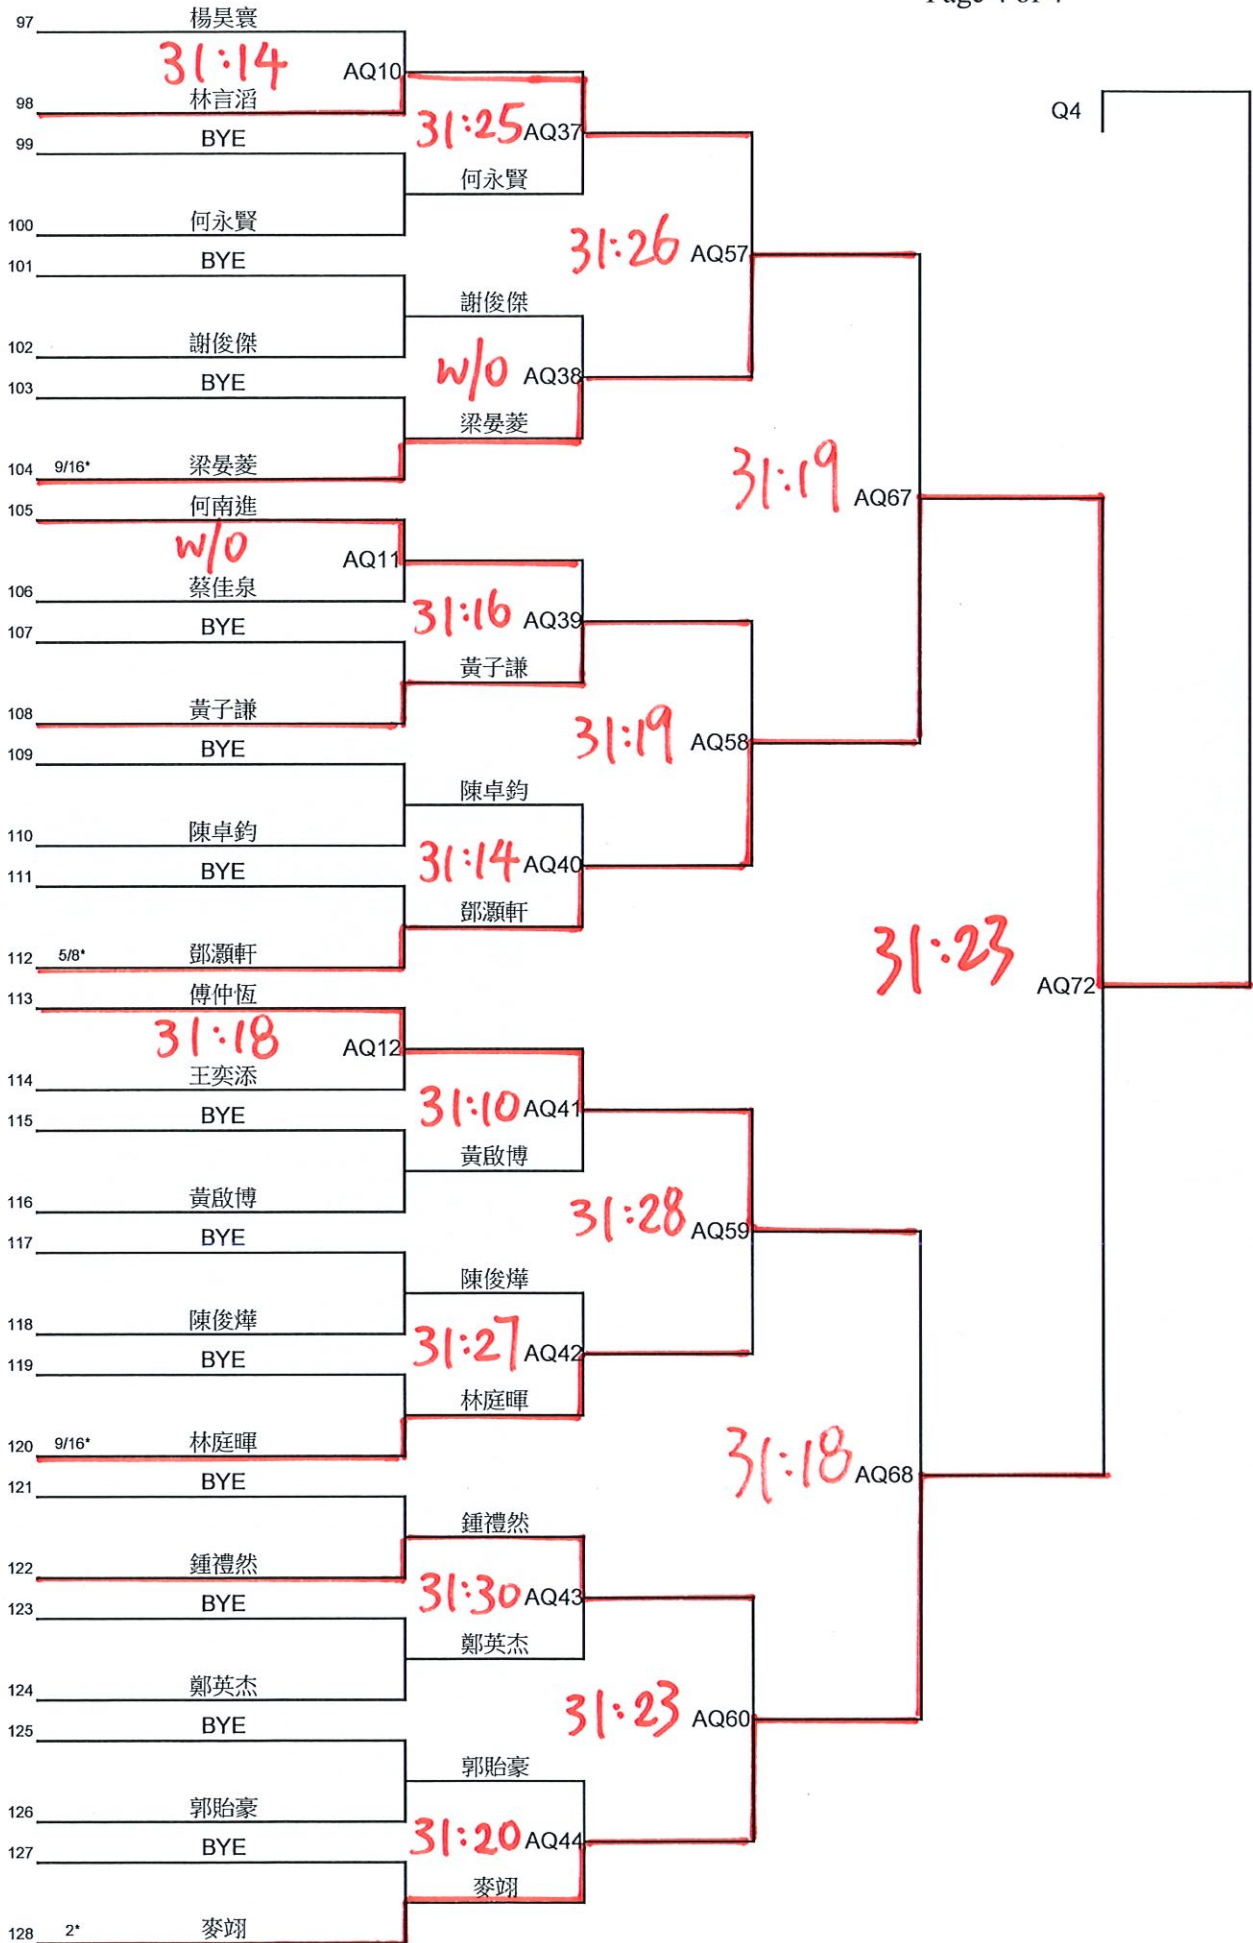 97 楊昊寰
31:14 AQ10
98 林言滔
99 BYE
31:25 AQ37
何永賢
100 何永賢
101 BYE
31:26 AQ57
謝俊傑
102 謝俊傑
103 BYE
W/O AQ38
梁晏菱
104 9/16* 梁晏菱
31:19 AQ67
105 何南進
W/O AQ11
106 蔡佳泉
107 BYE
31:16 AQ39
黃子謙
108 黃子謙
109 BYE
31:19 AQ58
陳卓鈞
110 陳卓鈞
111 BYE
31:14 AQ40
鄧灝軒
112 5/8* 鄧灝軒
31:23 AQ72
Q4
113 傅仲恆
31:18 AQ12
114 王奕添
115 BYE
31:10 AQ41
黃啟博
116 黃啟博
117 BYE
31:28 AQ59
陳俊燁
118 陳俊燁
119 BYE
31:27 AQ42
林庭暉
120 9/16* 林庭暉
31:18 AQ68
121 BYE
鍾禮然
122 鍾禮然
123 BYE
31:30 AQ43
鄭英杰
124 鄭英杰
125 BYE
31:23 AQ60
郭貽豪
126 郭貽豪
127 BYE
31:20 AQ44
麥翊
128 2* 麥翊